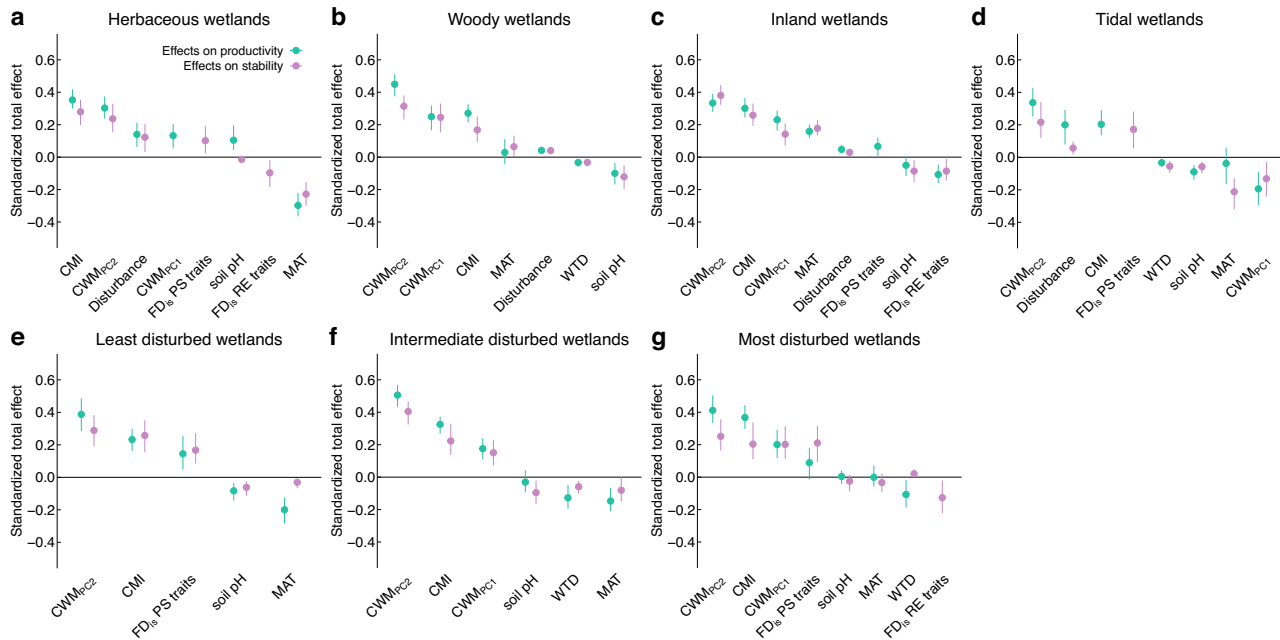 a Herbaceous wetlands
Standardized total effect
0.6
0.4
0.2
0.0
−0.2
−0.4
Effects on productivity
Effects on stability
CMI
CWMPC2
Disturbance
CWMPC1
FDis PS traits
soil pH
FDis RE traits
MAT
b Woody wetlands
Standardized total effect
0.6
0.4
0.2
0.0
−0.2
−0.4
CWMPC2
CWMPC1
CMI
MAT
Disturbance
WTD
soil pH
c Inland wetlands
Standardized total effect
0.6
0.4
0.2
0.0
−0.2
−0.4
CWMPC2
CMI
CWMPC1
MAT
Disturbance
FDis PS traits
soil pH
FDis RE traits
d Tidal wetlands
Standardized total effect
0.6
0.4
0.2
0.0
−0.2
−0.4
CWMPC2
Disturbance
CMI
FDis PS traits
WTD
soil pH
MAT
CWMPC1
e Least disturbed wetlands
Standardized total effect
0.6
0.4
0.2
0.0
−0.2
−0.4
CWMPC2
CMI
FDis PS traits
soil pH
MAT
f Intermediate disturbed wetlands
Standardized total effect
0.6
0.4
0.2
0.0
−0.2
−0.4
CWMPC2
CMI
CWMPC1
soil pH
WTD
MAT
g Most disturbed wetlands
Standardized total effect
0.6
0.4
0.2
0.0
−0.2
−0.4
CWMPC2
CMI
CWMPC1
FDis PS traits
soil pH
MAT
WTD
FDis RE traits